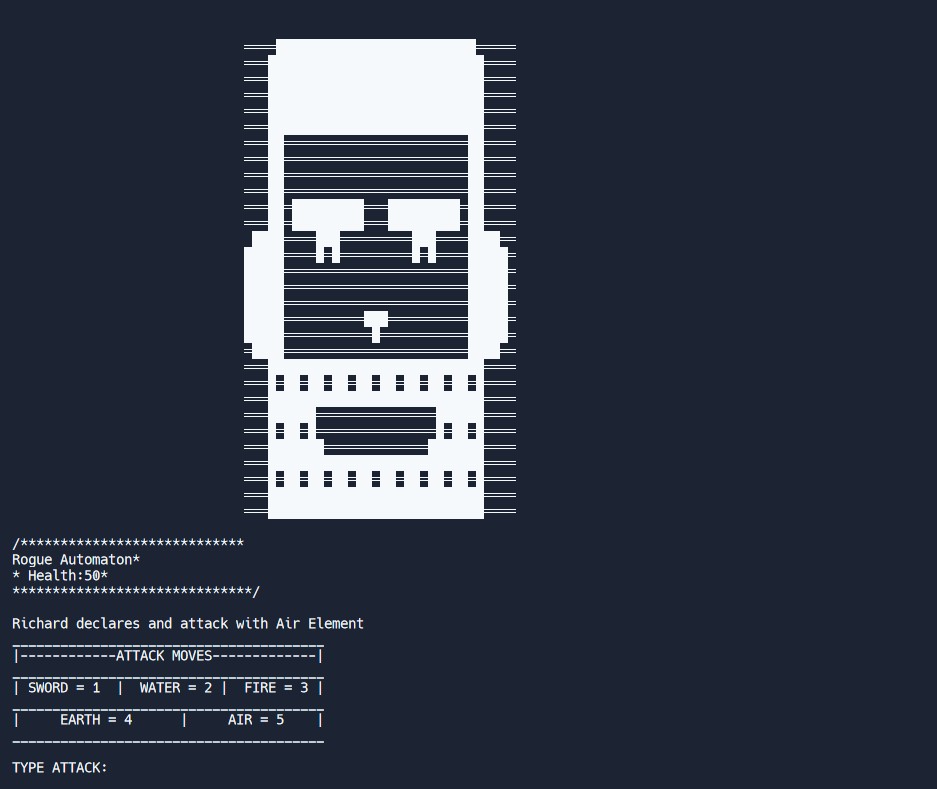 /****************************
Rogue Automaton*
* Health:50*
******************************/
Richard declares and attack with Air Element
_______________________________________
|------------ATTACK MOVES-------------|
_______________________________________
| SWORD = 1  |  WATER = 2 |  FIRE = 3 |
_______________________________________
|     EARTH = 4      |     AIR = 5    |
_______________________________________
TYPE ATTACK: